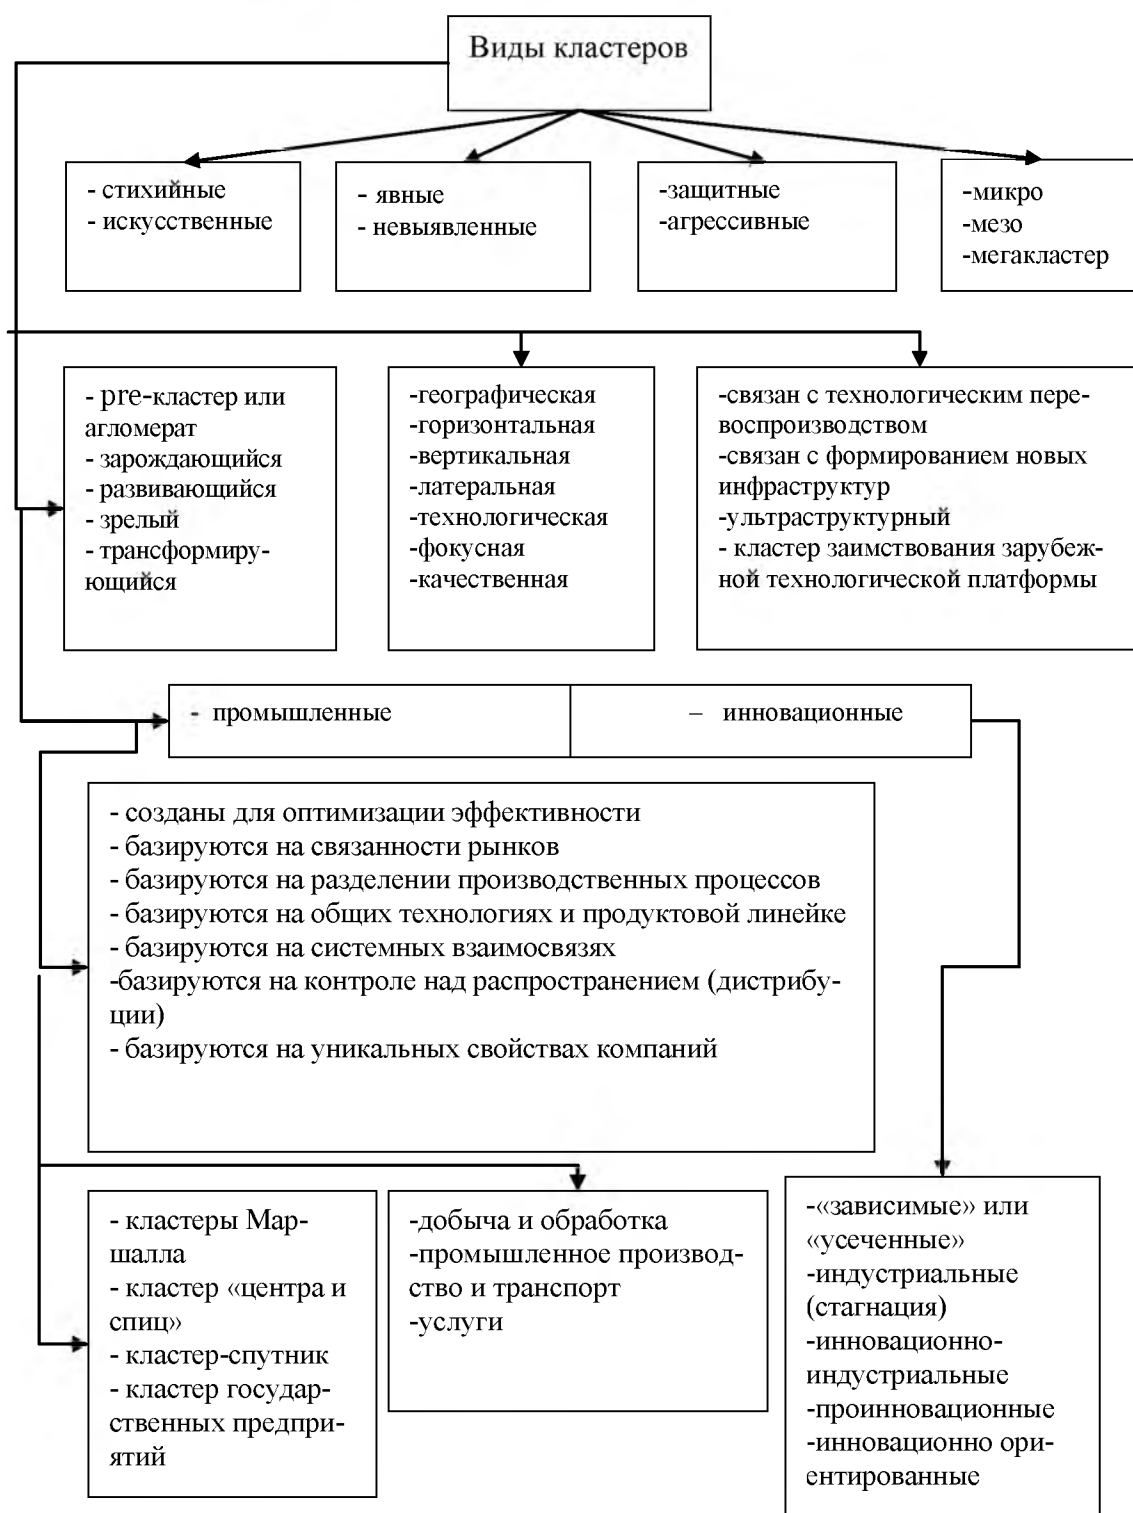 Виды кластеров
- стихийные
- искусственные
- явные
- невыявленные
-защитные
-агрессивные
-микро
-мезо
-мегакластер
- pre-кластер или
агломерат
- зарождающийся
- развивающийся
- зрелый
- трансформиру-
ющийся
-географическая
-горизонтальная
-вертикальная
-латеральная
-технологическая
-фокусная
-качественная
-связан с технологическим пере-
воспроизводством
-связан с формированием новых
инфраструктур
-ультраструктурный
- кластер заимствования зарубеж-
ной технологической платформы
- промышленные
– инновационные
- созданы для оптимизации эффективности
- базируются на связанности рынков
- базируются на разделении производственных процессов
- базируются на общих технологиях и продуктовой линейке
- базируются на системных взаимосвязях
-базируются на контроле над распространением (дистрибу-
ции)
- базируются на уникальных свойствах компаний
- кластеры Мар-
шалла
- кластер «центра и
спиц»
- кластер-спутник
- кластер государ-
ственных предпри-
ятий
-добыча и обработка
-промышленное производ-
ство и транспорт
-услуги
-«зависимые» или
«усеченные»
-индустриальные
(стагнация)
-инновационно-
индустриальные
-проинновационные
-инновационно ори-
ентированные